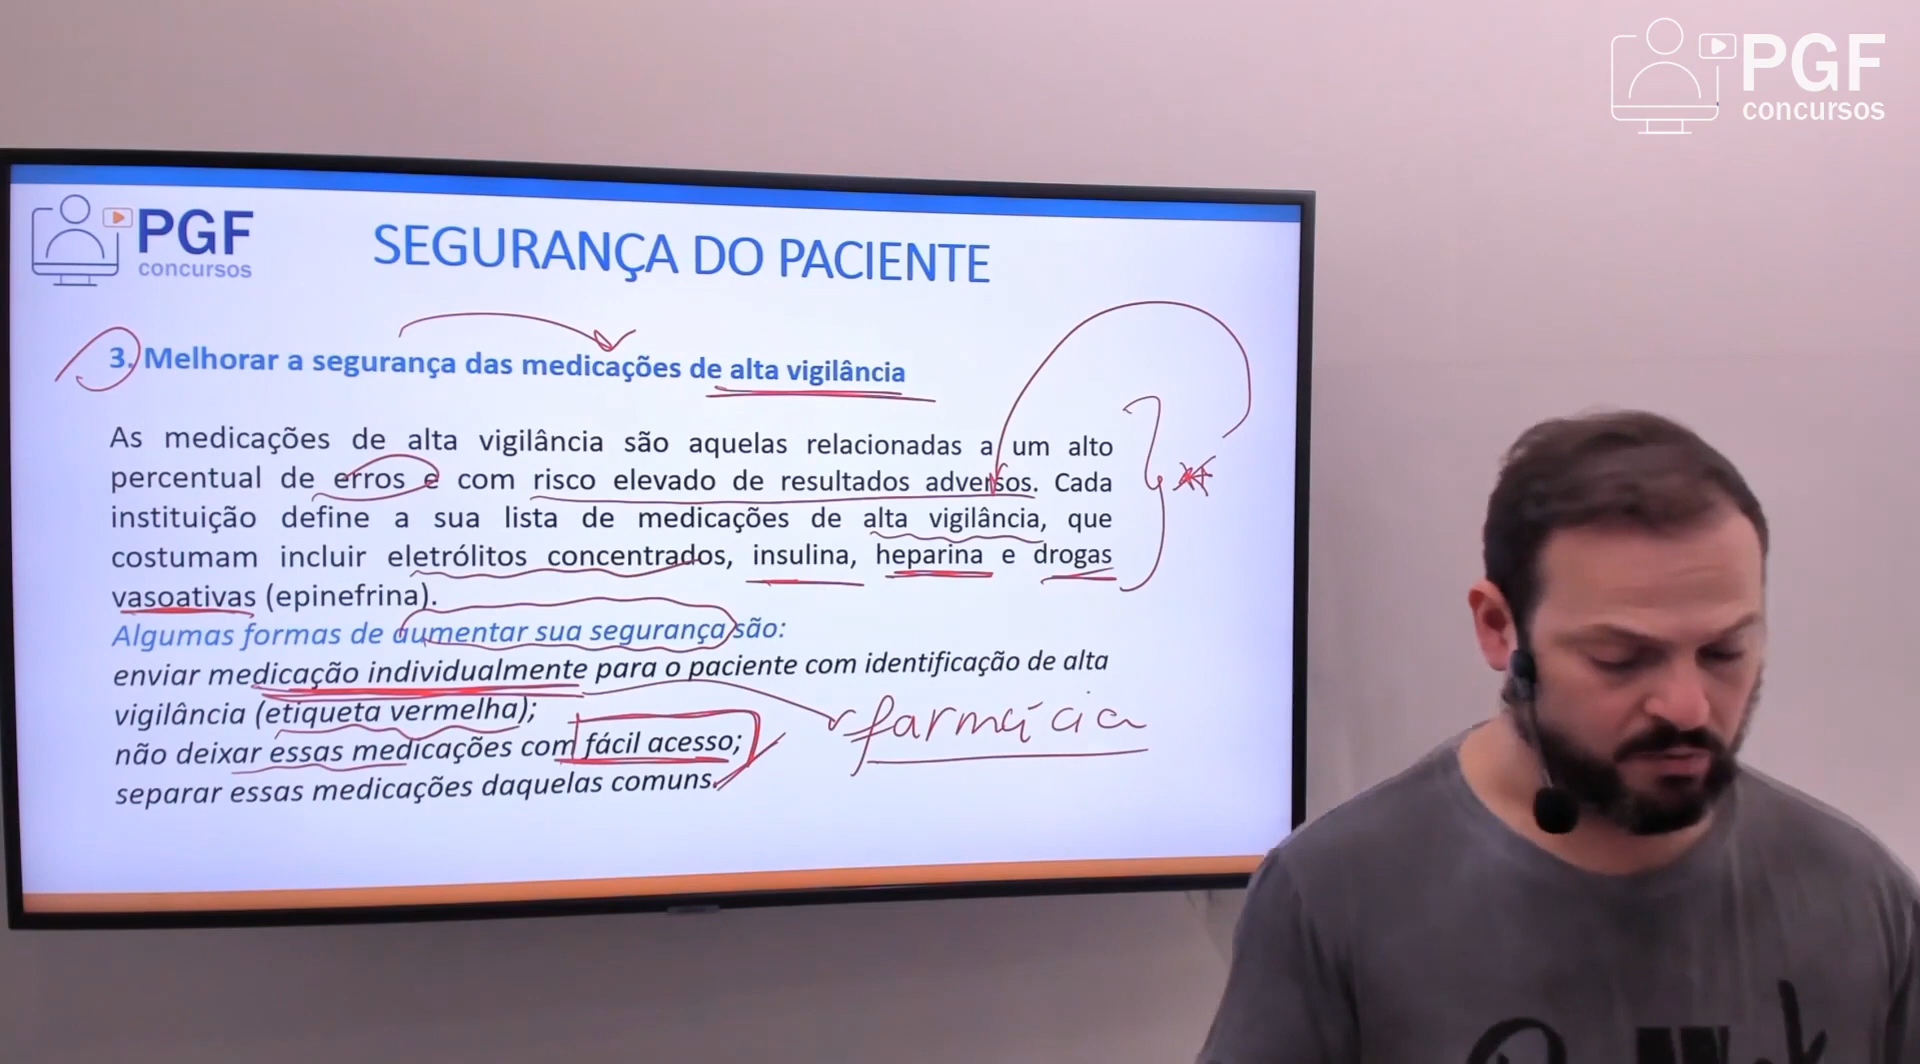 PGF
concursos
PGF
concursos
SEGURANÇA DO PACIENTE
3. Melhorar a segurança das medicações de alta vigilância
As medicações de alta vigilância são aquelas relacionadas a um alto
percentual de erros e com risco elevado de resultados adversos. Cada
instituição define a sua lista de medicações de alta vigilância, que
costumam incluir eletrólitos concentrados, insulina, heparina e drogas
vasoativas (epinefrina).
Algumas formas de aumentar sua segurança são:
enviar medicação individualmente para o paciente com identificação de alta
vigilância (etiqueta vermelha);
farmácia
não deixar essas medicações com fácil acesso;
separar essas medicações daquelas comuns.